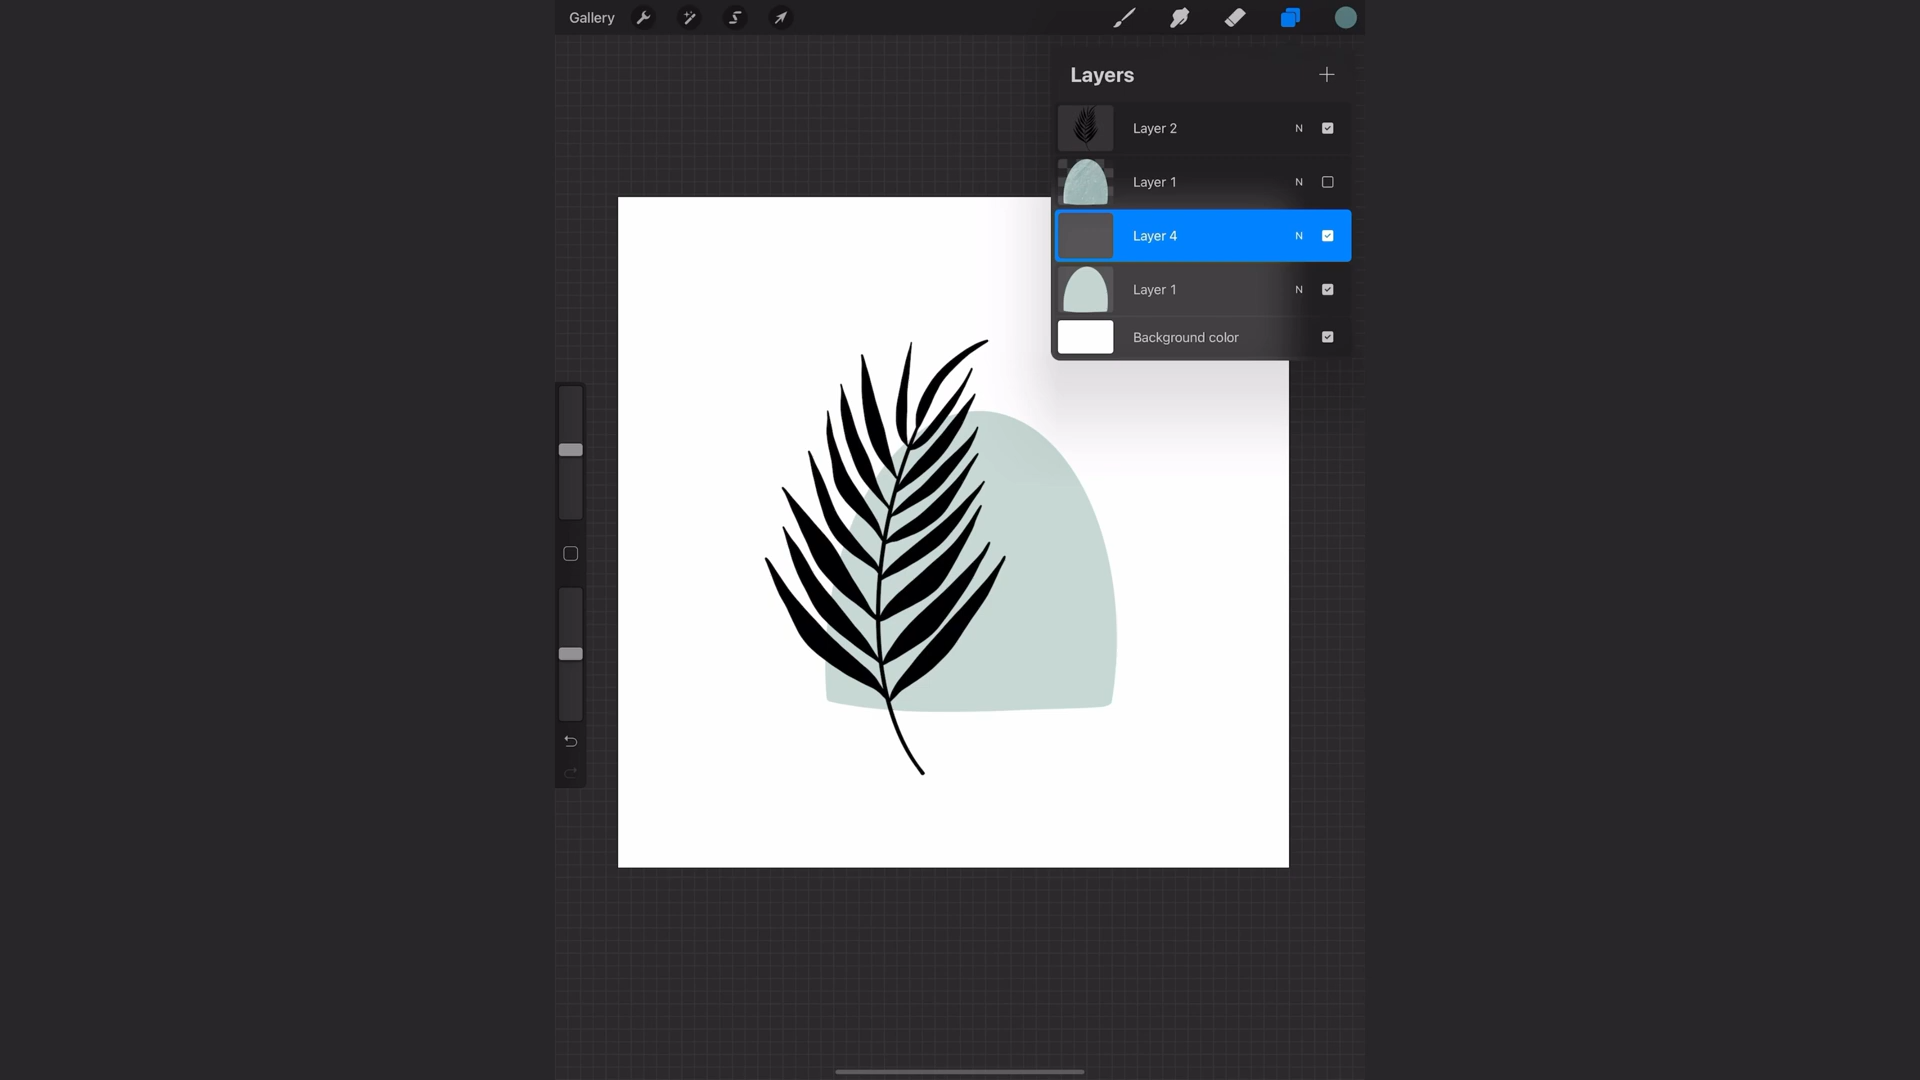 Gallery
Layers
Layer 2 N
Layer 1 N
Layer 4 N
Layer 1 N
Background color